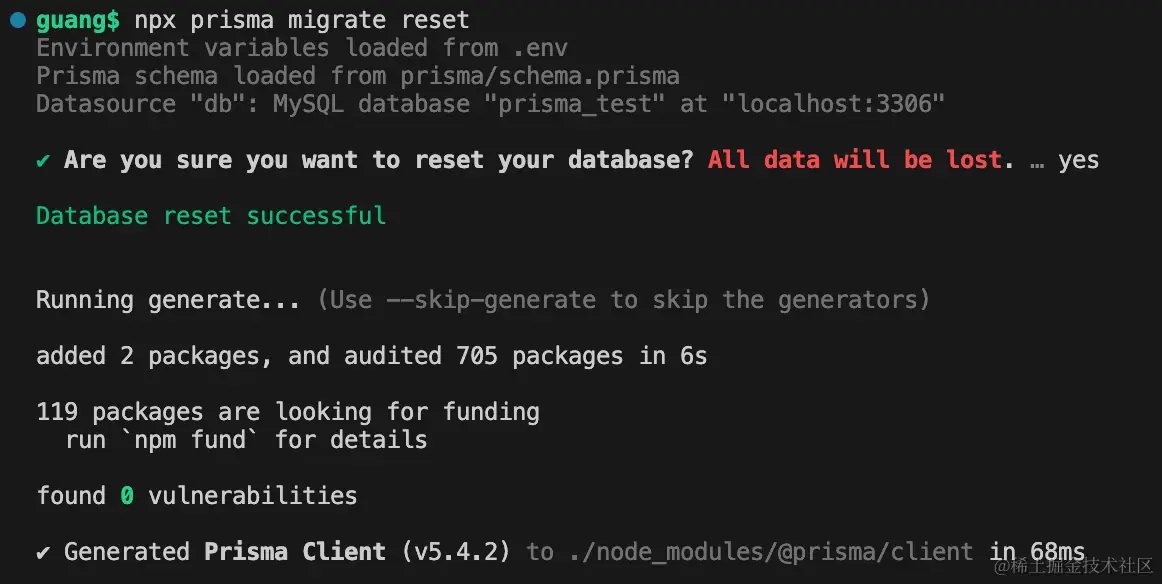 guang$ npx prisma migrate reset
Environment variables loaded from .env
Prisma schema loaded from prisma/schema.prisma
Datasource "db": MySQL database "prisma_test" at "localhost:3306"
✔ Are you sure you want to reset your database? All data will be lost. … yes
Database reset successful
Running generate... (Use --skip-generate to skip the generators)
added 2 packages, and audited 705 packages in 6s
119 packages are looking for funding
  run `npm fund` for details
found 0 vulnerabilities
✔ Generated Prisma Client (v5.4.2) to ./node_modules/@prisma/client in 68ms
@稀土掘金技术社区